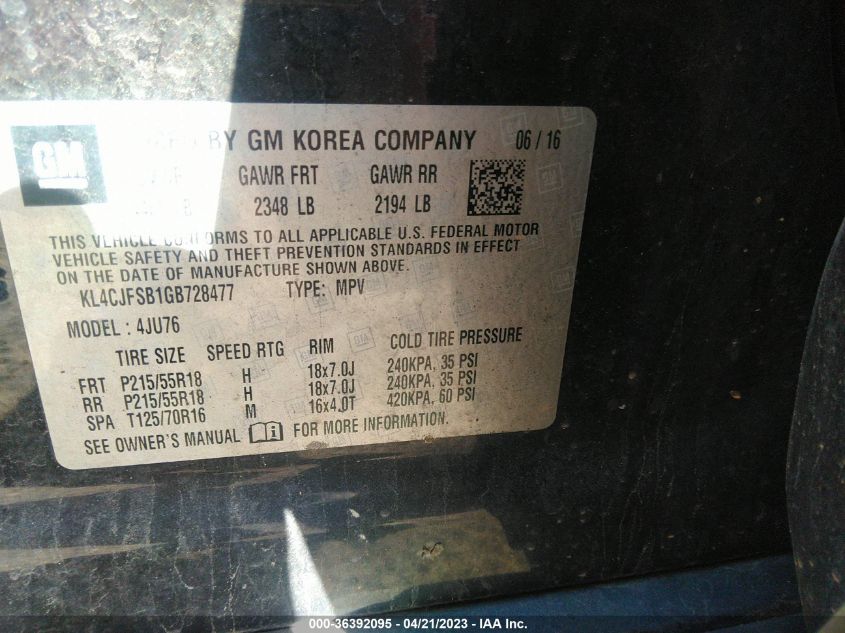 GM
BY GM KOREA COMPANY 06 / 16
GAWR FRT GAWR RR
2348 LB 2194 LB
THIS VEHICLE CONFORMS TO ALL APPLICABLE U.S. FEDERAL MOTOR
VEHICLE SAFETY AND THEFT PREVENTION STANDARDS IN EFFECT
ON THE DATE OF MANUFACTURE SHOWN ABOVE.
KL4CJFSB1GB728477 TYPE: MPV
MODEL : 4JU76
TIRE SIZE SPEED RTG RIM COLD TIRE PRESSURE
FRT P215/55R18 H 18x7.0J 240KPA, 35 PSI
RR P215/55R18 H 18x7.0J 240KPA, 35 PSI
SPA T125/70R16 M 16x4.0T 420KPA, 60 PSI
SEE OWNER'S MANUAL FOR MORE INFORMATION.
000-36392095 - 04/21/2023 - IAA Inc.